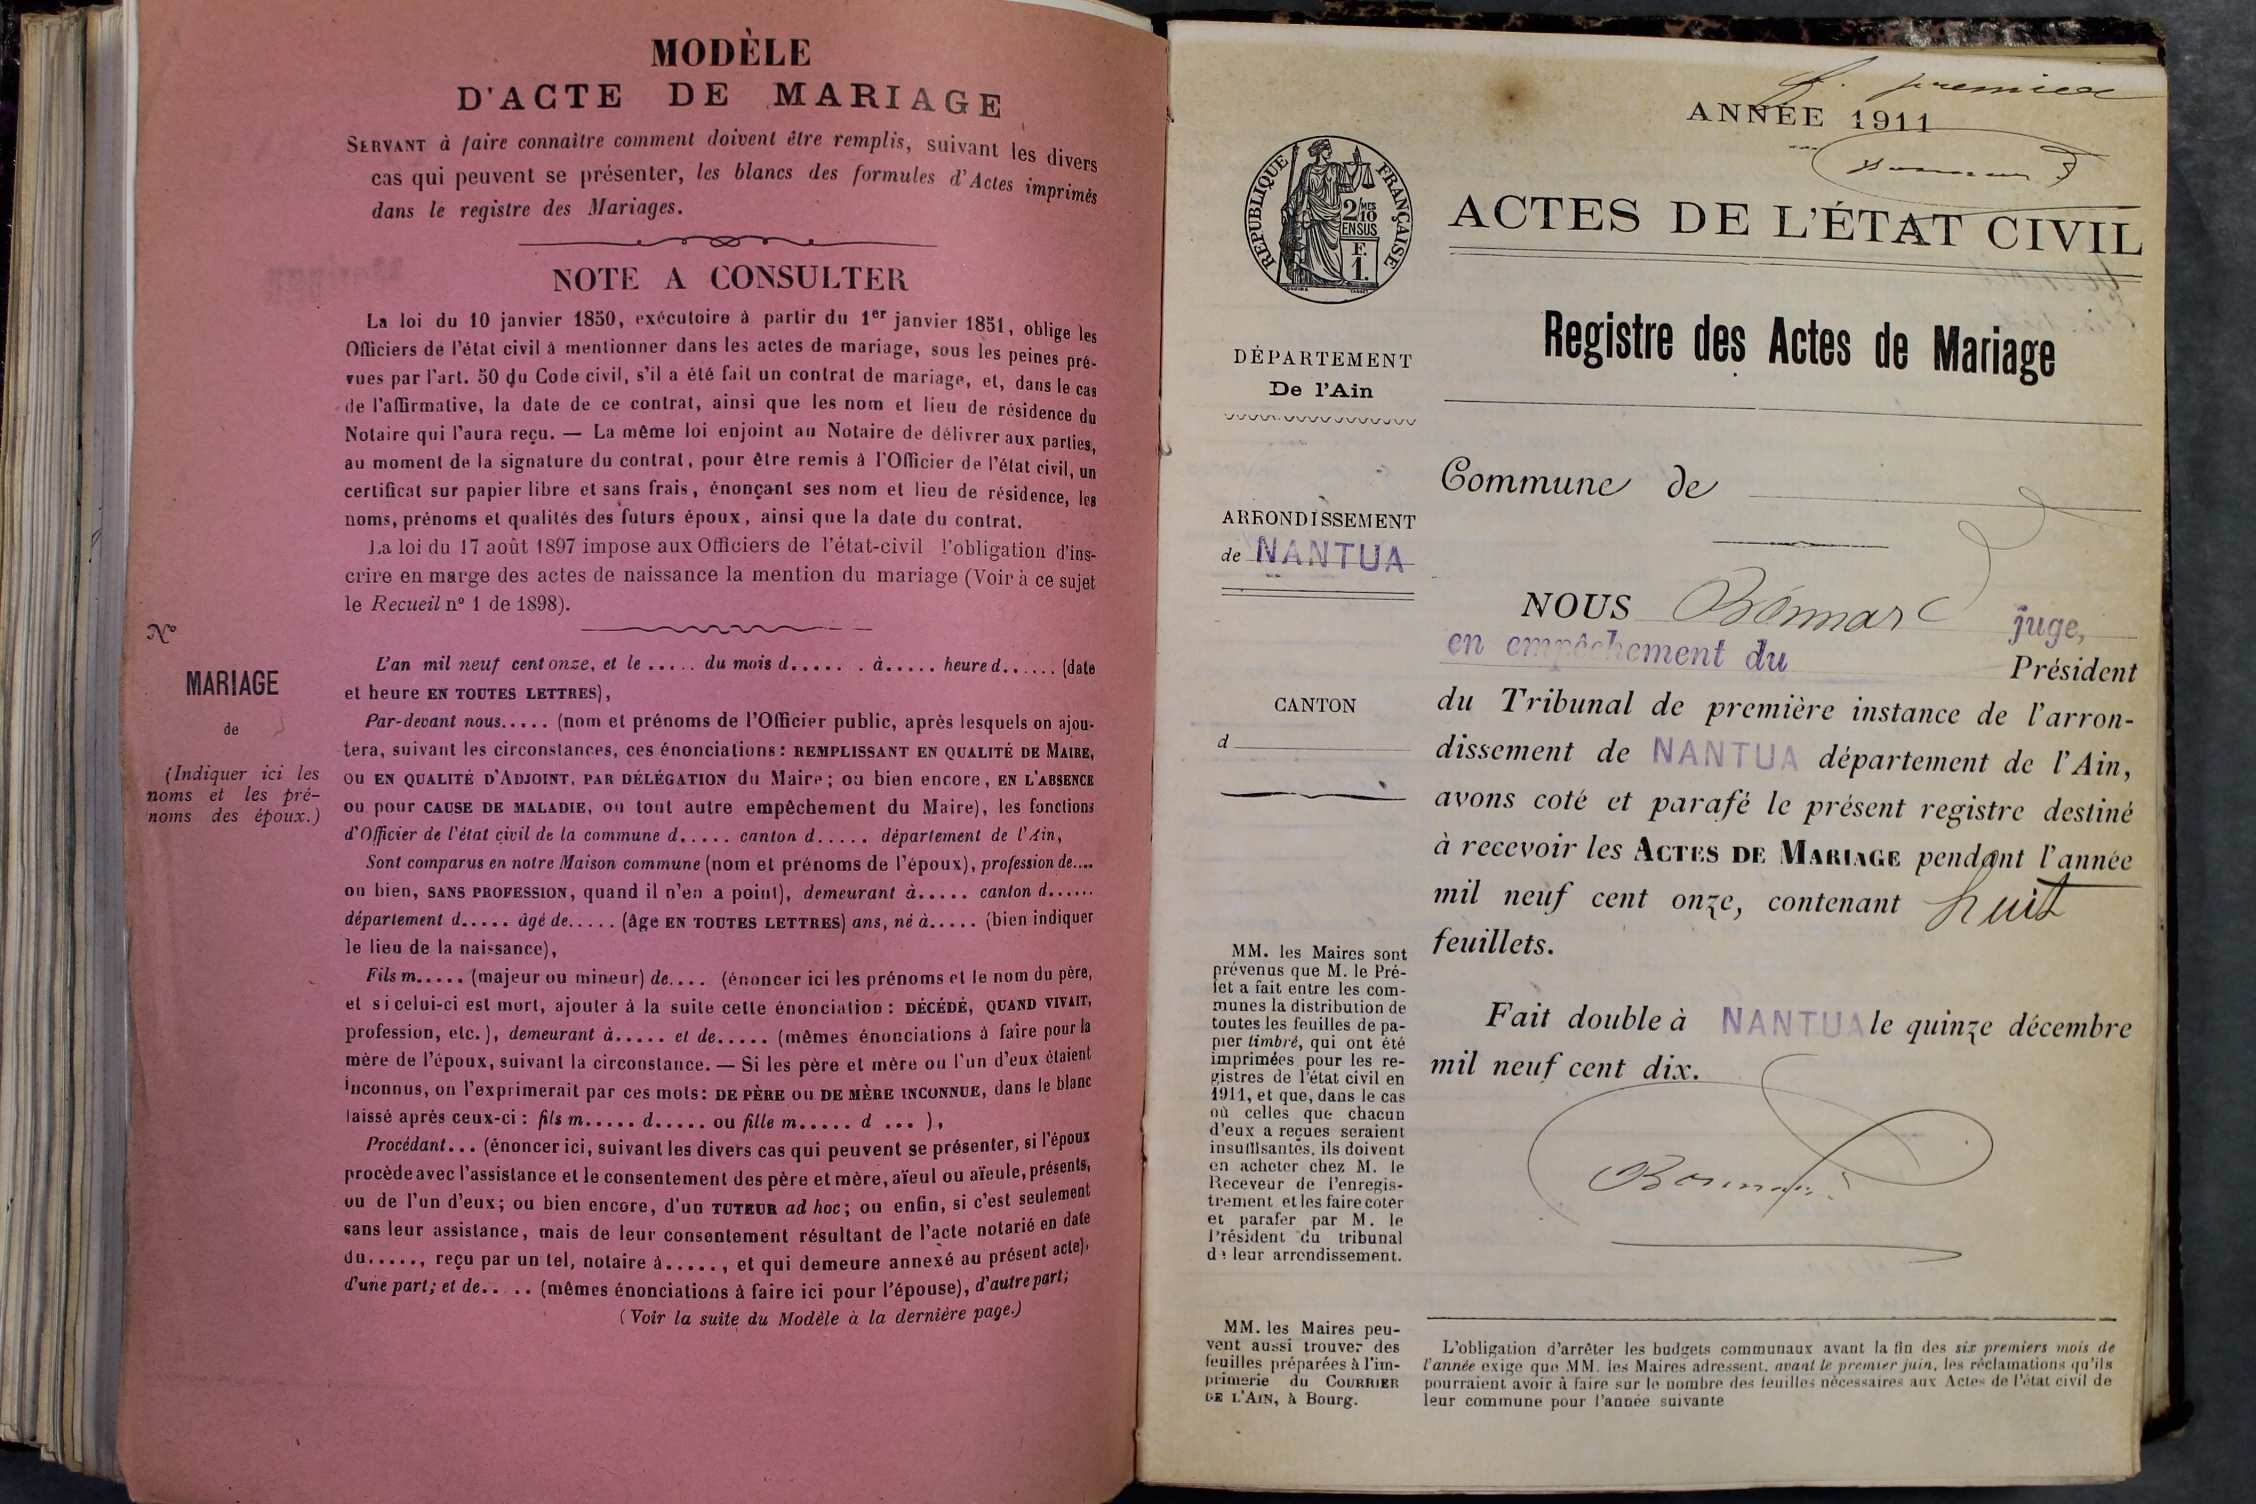 MODÈLE
D'ACTE DE MARIAGE
SERVANT à faire connaître comment doivent être remplis, suivant les divers
cas qui peuvent se présenter, les blancs des formules d'Actes imprimés
dans le registre des Mariages.
NOTE A CONSULTER
La loi du 10 janvier 1850, exécutoire à partir du 1er janvier 1851, oblige les
Officiers de l'état civil à mentionner dans les actes de mariage, sous les peines pré-
vues par l'art. 50 du Code civil, s'il a été fait un contrat de mariage, et, dans le cas
de l'affirmative, la date de ce contrat, ainsi que les nom et lieu de résidence du
Notaire qui l'aura reçu. — La même loi enjoint au Notaire de délivrer aux parties,
au moment de la signature du contrat, pour être remis à l'Officier de l'état civil, un
certificat sur papier libre et sans frais, énonçant ses nom et lieu de résidence, les
noms, prénoms et qualités des futurs époux, ainsi que la date du contrat.
La loi du 17 août 1897 impose aux Officiers de l'état-civil l'obligation d'ins-
crire en marge des actes de naissance la mention du mariage (Voir à ce sujet
le Recueil nº 1 de 1898).
Nº
MARIAGE
de
(Indiquer ici les
noms et les pré-
noms des époux.)
L'an mil neuf cent onze, et le ..... du mois d...... . à..... heure d...... (date
et heure EN TOUTES LETTRES),
Par-devant nous..... (nom et prénoms de l'Officier public, après lesquels on ajou-
tera, suivant les circonstances, ces énonciations: REMPLISSANT EN QUALITÉ DE MAIRE,
ou EN QUALITÉ D'ADJOINT, PAR DÉLÉGATION du Maire; ou bien encore, EN L'ABSENCE
ou pour CAUSE DE MALADIE, ou tout autre empêchement du Maire), les fonctions
d'Officier de l'état civil de la commune d..... canton d..... département de l'Ain,
Sont comparus en notre Maison commune (nom et prénoms de l'époux), profession de....
ou bien, SANS PROFESSION, quand il n'en a point), demeurant à..... canton d......
département d..... âgé de..... (âge EN TOUTES LETTRES) ans, né à..... (bien indiquer
le lieu de la naissance),
Fils m..... (majeur ou mineur) de.... (énoncer ici les prénoms et le nom du père,
et si celui-ci est mort, ajouter à la suite cette énonciation: DÉCÉDÉ, QUAND VIVAIT,
profession, etc.), demeurant à..... et de..... (mêmes énonciations à faire pour la
mère de l'époux, suivant la circonstance. — Si les père et mère ou l'un d'eux étaient
inconnus, on l'exprimerait par ces mots: DE PÈRE OU DE MÈRE INCONNUE, dans le blanc
laissé après ceux-ci: fils m..... d..... ou fille m..... d ... ),
Procédant... (énoncer ici, suivant les divers cas qui peuvent se présenter, si l'époux
procède avec l'assistance et le consentement des père et mère, aïeul ou aïeule, présents,
ou de l'un d'eux; ou bien encore, d'un TUTEUR ad hoc; ou enfin, si c'est seulement
sans leur assistance, mais de leur consentement résultant de l'acte notarié en date
du....., reçu par un tel, notaire à....., et qui demeure annexé au présent acte),
d'une part; et de.. .. (mêmes énonciations à faire ici pour l'épouse), d'autre part;
(Voir la suite du Modèle à la dernière page.)
premier
ANNÉE 1911
RÉPUBLIQUE FRANÇAISE
2/10 MES
EN SUS
F.
1.
ACTES DE L'ÉTAT CIVIL
Registre des Actes de Mariage
DÉPARTEMENT
De l'Ain
Commune de
ARRONDISSEMENT
de NANTUA
CANTON
d
NOUS Bonnard juge,
en empêchement du
Président
du Tribunal de première instance de l'arron-
dissement de NANTUA département de l'Ain,
avons coté et parafé le présent registre destiné
à recevoir les ACTES DE MARIAGE pendant l'année
mil neuf cent onze, contenant huit
feuillets.
Fait double à NANTUA le quinze décembre
mil neuf cent dix.
Bonnard
MM. les Maires sont
prévenus que M. le Pré-
fet a fait entre les com-
munes la distribution de
toutes les feuilles de pa-
pier timbré, qui ont été
imprimées pour les re-
gistres de l'état civil en
1911, et que, dans le cas
où celles que chacun
d'eux a reçues seraient
insuffisantes, ils doivent
en acheter chez M. le
Receveur de l'enregis-
trement et les faire coter
et parafer par M. le
Président du tribunal
de leur arrondissement.
MM. les Maires peu-
vent aussi trouver des
feuilles préparées à l'im-
primerie du COURRIER
DE L'AIN, à Bourg.
L'obligation d'arrêter les budgets communaux avant la fin des six premiers mois de
l'année exige que MM. les Maires adressent, avant le premier juin, les réclamations qu'ils
pourraient avoir à faire sur le nombre des feuilles nécessaires aux Actes de l'état civil de
leur commune pour l'année suivante